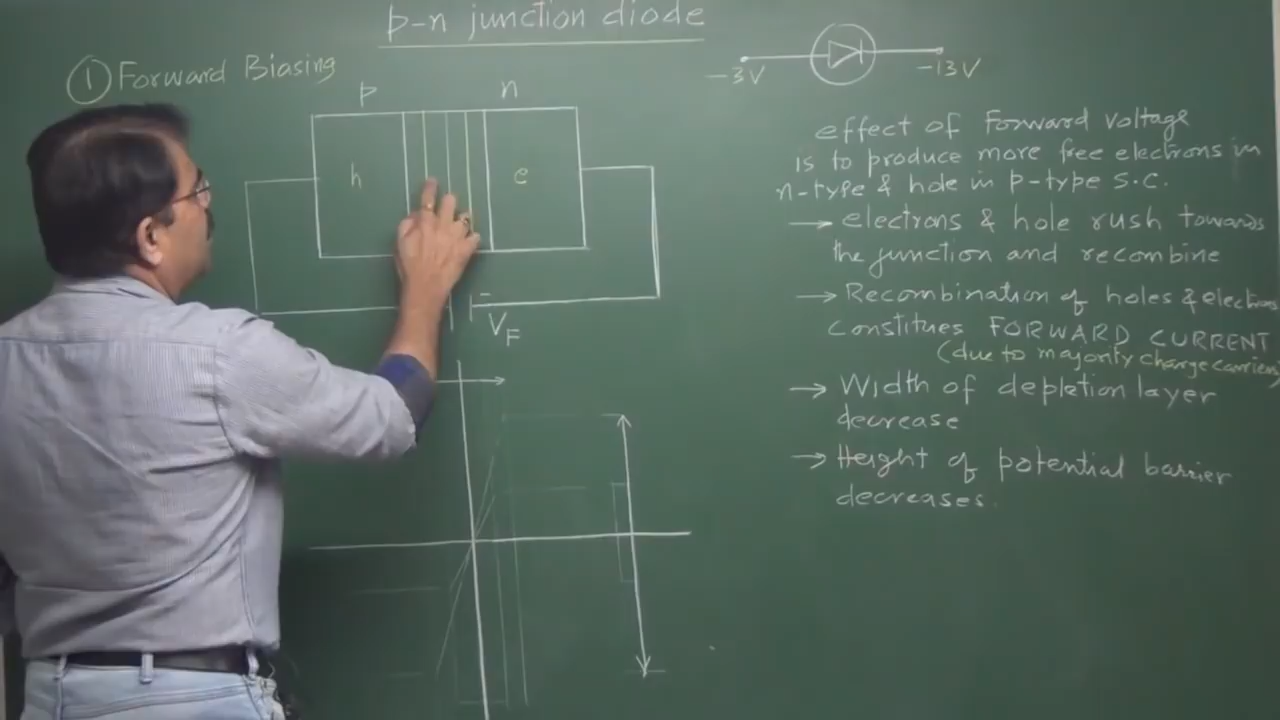 p-n junction diode
① Forward Biasing
p n
h e
-
VF
-3V -13V
effect of Forward Voltage
is to produce more free electrons in
n-type & hole in p-type S.C.
→ electrons & hole rush towards
the junction and recombine
→ Recombination of holes & electrons
constitues FORWARD CURRENT
(due to majority charge carriers)
→ Width of depletion layer
decrease
→ Height of potential barrier
decreases.